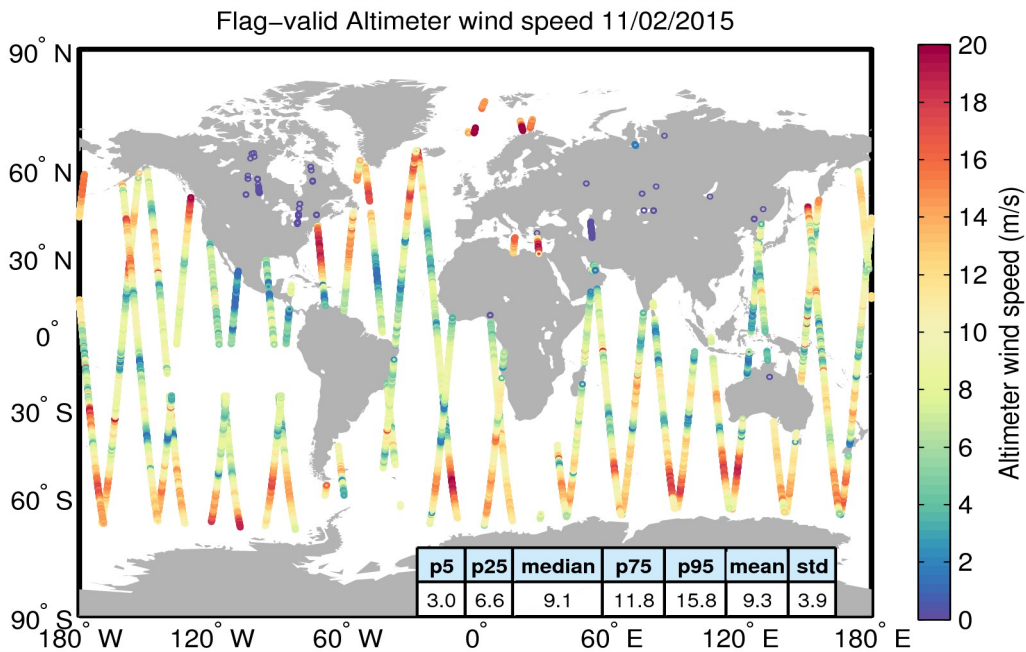 Flag−valid Altimeter wind speed 11/02/2015
90° N
60° N
30° N
0°
30° S
60° S
90° S
180° W
120° W
60° W
0°
60° E
120° E
180° E
p5 p25 median p75 p95 mean std
3.0 6.6 9.1 11.8 15.8 9.3 3.9
20
18
16
14
12
10
8
6
4
2
0
Altimeter wind speed (m/s)